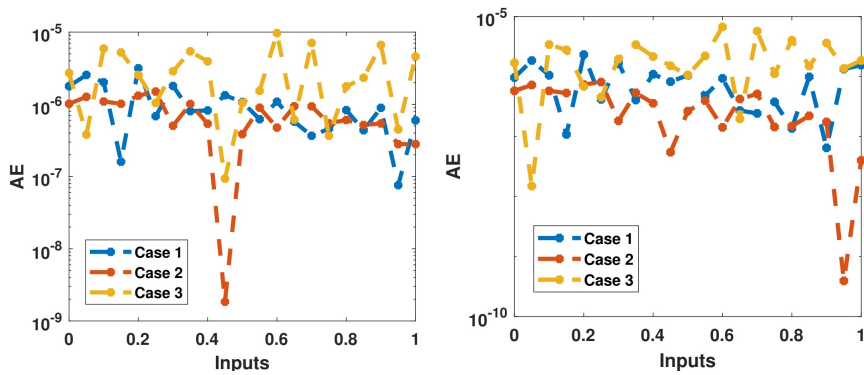 10^-5
10^-6
10^-7
10^-8
10^-9
AE
Case 1
Case 2
Case 3
0 0.2 0.4 0.6 0.8 1
Inputs
10^-5
10^-10
AE
Case 1
Case 2
Case 3
0 0.2 0.4 0.6 0.8 1
Inputs